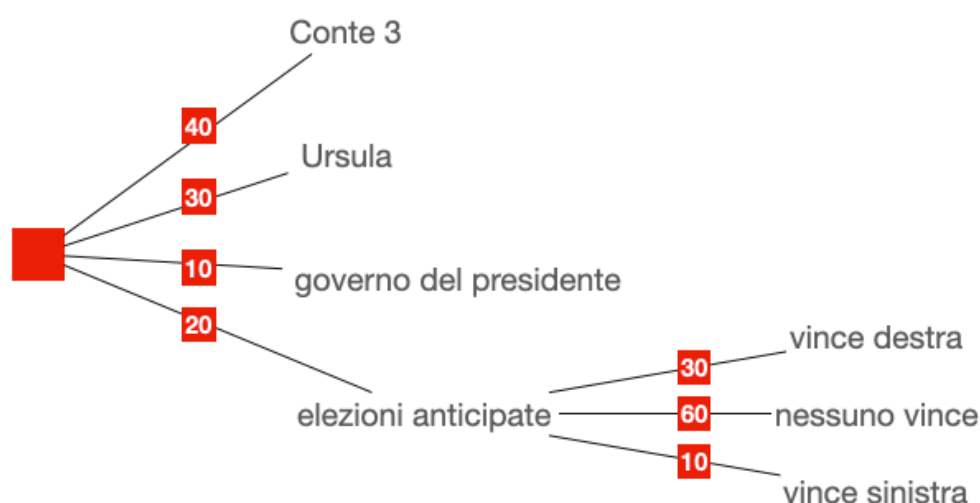 Conte 3
40
Ursula
30
10
governo del presidente
20
vince destra
30
elezioni anticipate
60
nessuno vince
10
vince sinistra